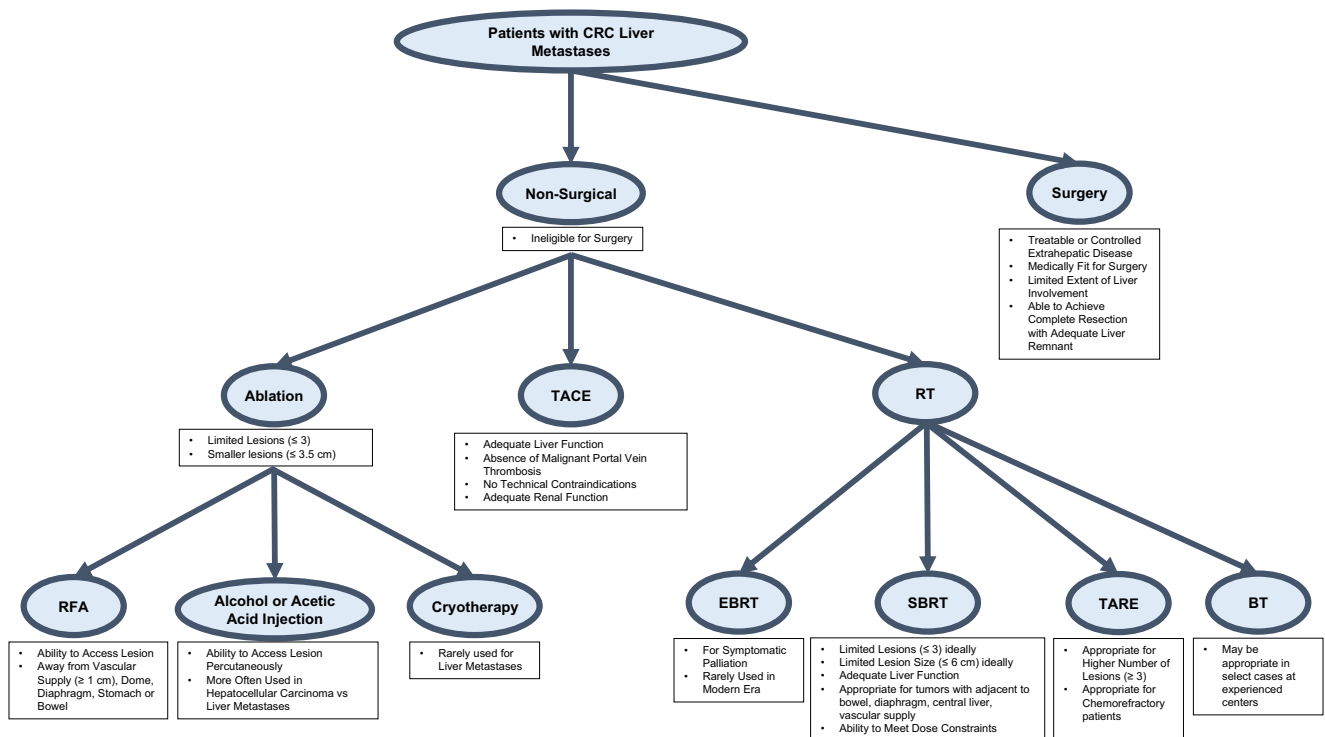 Patients with CRC Liver
Metastases
Non-Surgical
• Ineligible for Surgery
Surgery
• Treatable or Controlled
Extrahepatic Disease
• Medically Fit for Surgery
• Limited Extent of Liver
Involvement
• Able to Achieve
Complete Resection
with Adequate Liver
Remnant
Ablation
• Limited Lesions (≤ 3)
• Smaller lesions (≤ 3.5 cm)
TACE
• Adequate Liver Function
• Absence of Malignant Portal Vein
Thrombosis
• No Technical Contraindications
• Adequate Renal Function
RT
RFA
• Ability to Access Lesion
• Away from Vascular
Supply (≥ 1 cm), Dome,
Diaphragm, Stomach or
Bowel
Alcohol or Acetic
Acid Injection
• Ability to Access Lesion
Percutaneously
• More Often Used in
Hepatocellular Carcinoma vs
Liver Metastases
Cryotherapy
• Rarely used for
Liver Metastases
EBRT
• For Symptomatic
Palliation
• Rarely Used in
Modern Era
SBRT
• Limited Lesions (≤ 3) ideally
• Limited Lesion Size (≤ 6 cm) ideally
• Adequate Liver Function
• Appropriate for tumors with adjacent to
bowel, diaphragm, central liver,
vascular supply
• Ability to Meet Dose Constraints
TARE
• Appropriate for
Higher Number of
Lesions (≥ 3)
• Appropriate for
Chemorefractory
patients
BT
• May be
appropriate in
select cases at
experienced
centers